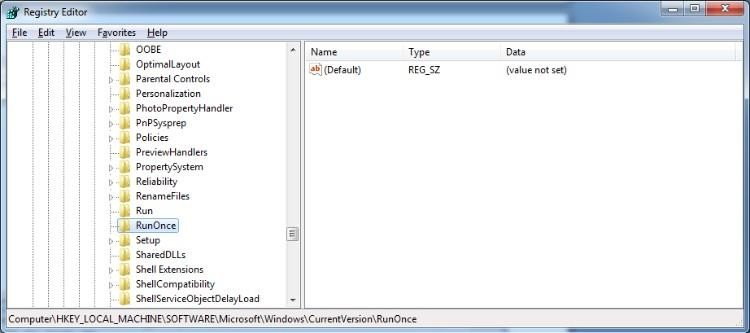 Registry Editor
File Edit View Favorites Help
OOBE
OptimalLayout
Parental Controls
Personalization
PhotoPropertyHandler
PnPSysprep
Policies
PreviewHandlers
PropertySystem
Reliability
RenameFiles
Run
RunOnce
Setup
SharedDLLs
Shell Extensions
ShellCompatibility
ShellServiceObjectDelayLoad
Name Type Data
ab (Default) REG_SZ (value not set)
Computer\HKEY_LOCAL_MACHINE\SOFTWARE\Microsoft\Windows\CurrentVersion\RunOnce